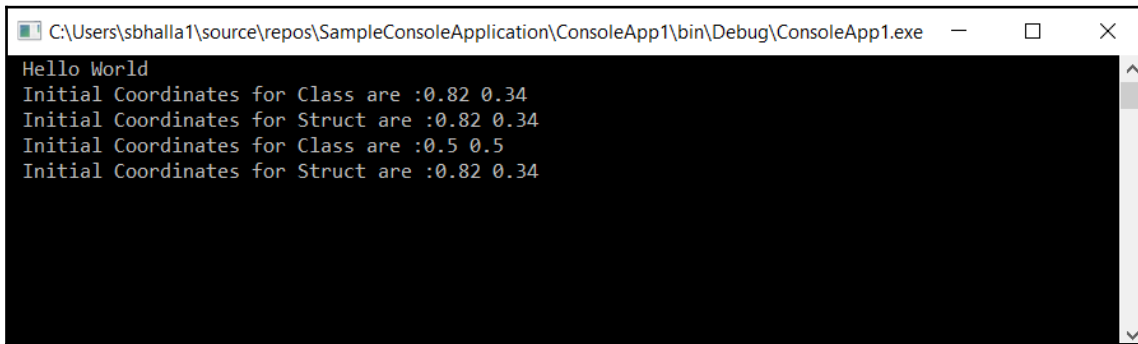 C:\Users\sbhalla1\source\repos\SampleConsoleApplication\ConsoleApp1\bin\Debug\ConsoleApp1.exe
Hello World
Initial Coordinates for Class are :0.82 0.34
Initial Coordinates for Struct are :0.82 0.34
Initial Coordinates for Class are :0.5 0.5
Initial Coordinates for Struct are :0.82 0.34